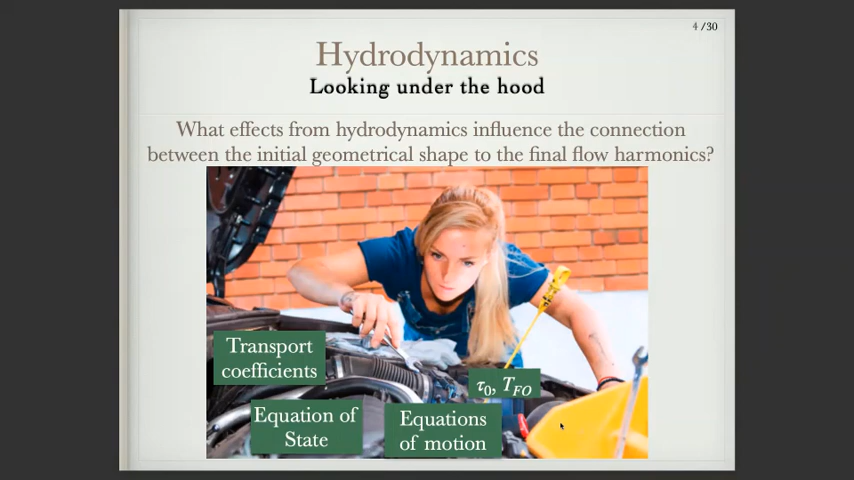 4 /30
Hydrodynamics
Looking under the hood
What effects from hydrodynamics influence the connection
between the initial geometrical shape to the final flow harmonics?
Transport
coefficients
τ₀, T_FO
Equation of
State
Equations
of motion